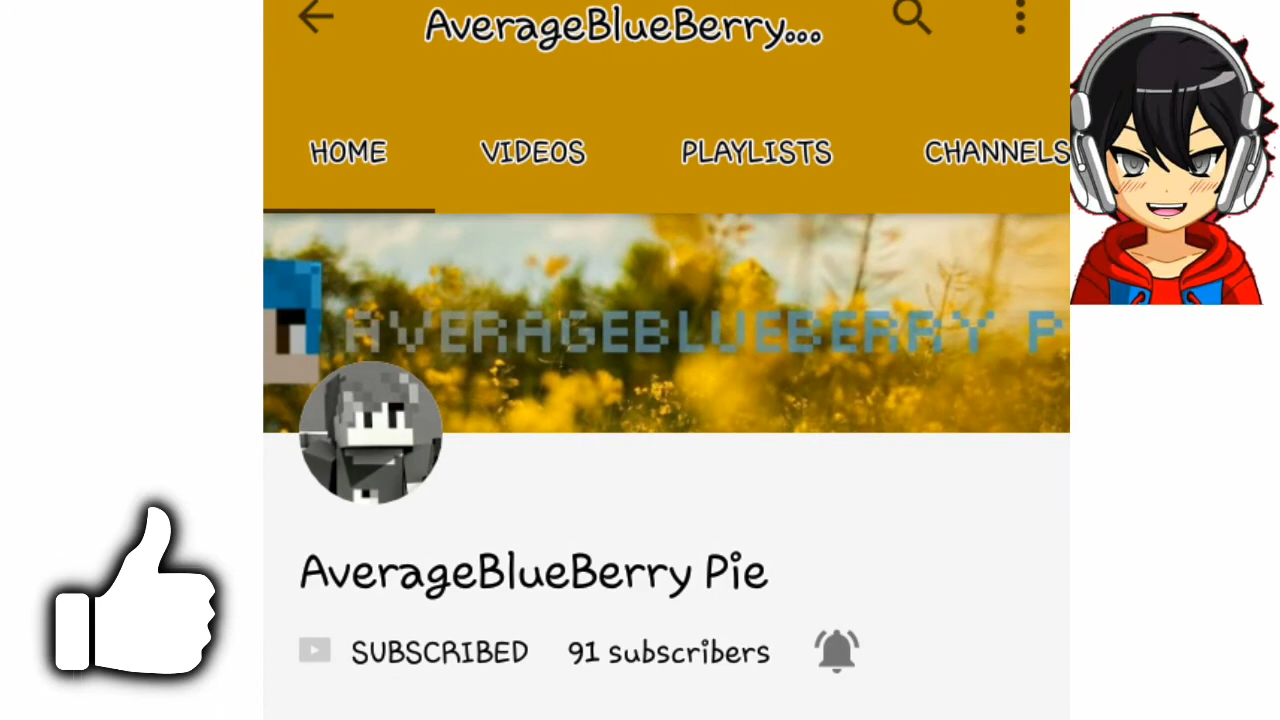 AverageBlueBerry...
HOME VIDEOS PLAYLISTS CHANNELS
AVERAGEBLUEBERRY P
AverageBlueBerry Pie
SUBSCRIBED 91 subscribers